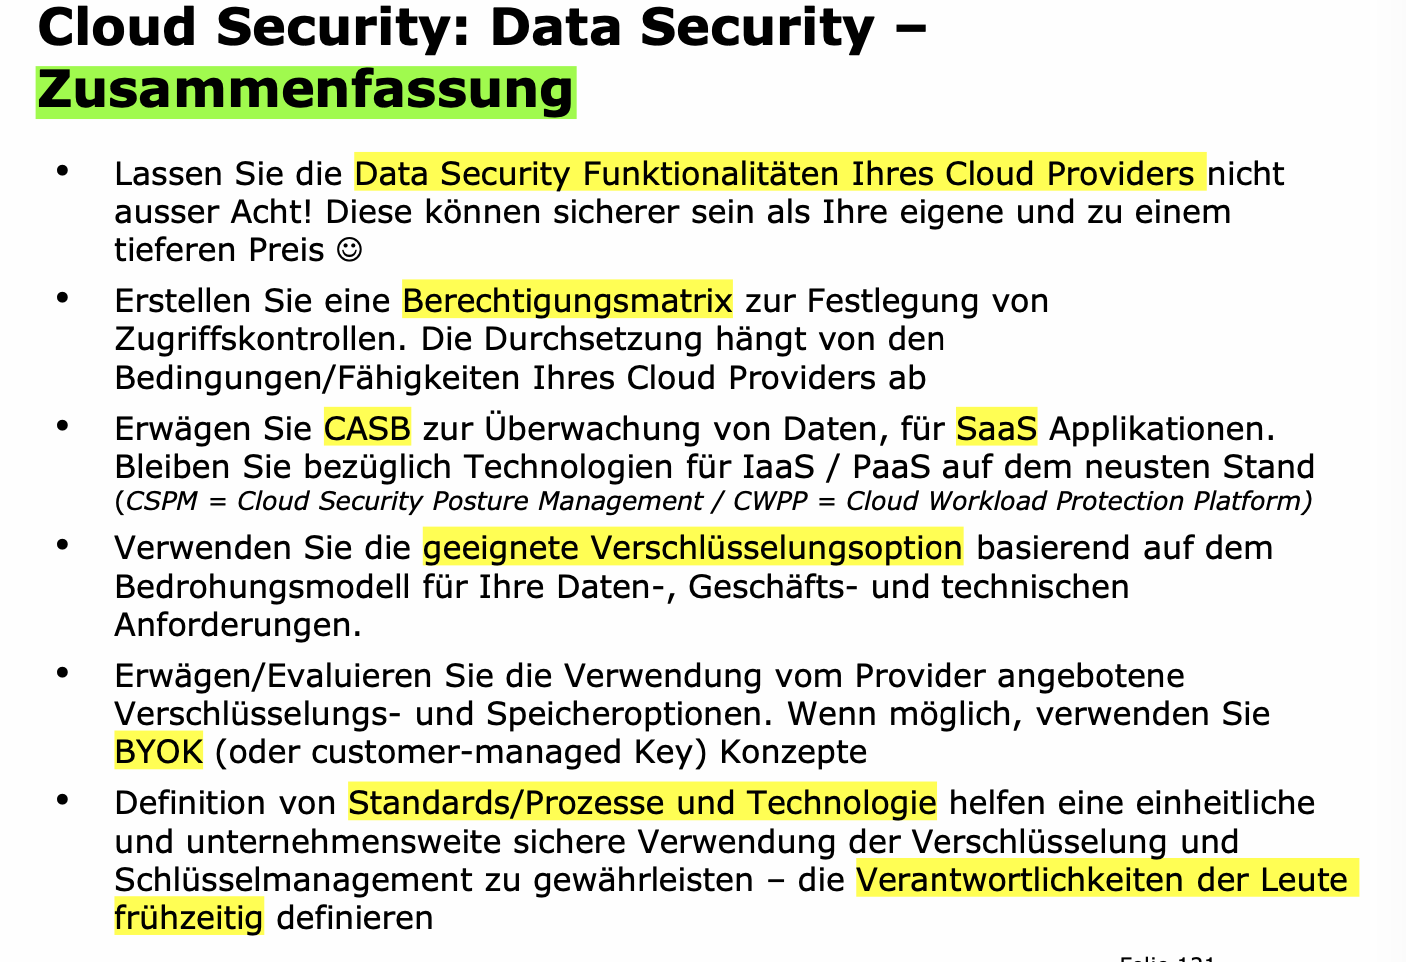 Cloud Security: Data Security –
Zusammenfassung
• Lassen Sie die Data Security Funktionalitäten Ihres Cloud Providers nicht
ausser Acht! Diese können sicherer sein als Ihre eigene und zu einem
tieferen Preis ☺
• Erstellen Sie eine Berechtigungsmatrix zur Festlegung von
Zugriffskontrollen. Die Durchsetzung hängt von den
Bedingungen/Fähigkeiten Ihres Cloud Providers ab
• Erwägen Sie CASB zur Überwachung von Daten, für SaaS Applikationen.
Bleiben Sie bezüglich Technologien für IaaS / PaaS auf dem neusten Stand
(CSPM = Cloud Security Posture Management / CWPP = Cloud Workload Protection Platform)
• Verwenden Sie die geeignete Verschlüsselungsoption basierend auf dem
Bedrohungsmodell für Ihre Daten-, Geschäfts- und technischen
Anforderungen.
• Erwägen/Evaluieren Sie die Verwendung vom Provider angebotene
Verschlüsselungs- und Speicheroptionen. Wenn möglich, verwenden Sie
BYOK (oder customer-managed Key) Konzepte
• Definition von Standards/Prozesse und Technologie helfen eine einheitliche
und unternehmensweite sichere Verwendung der Verschlüsselung und
Schlüsselmanagement zu gewährleisten – die Verantwortlichkeiten der Leute
frühzeitig definieren